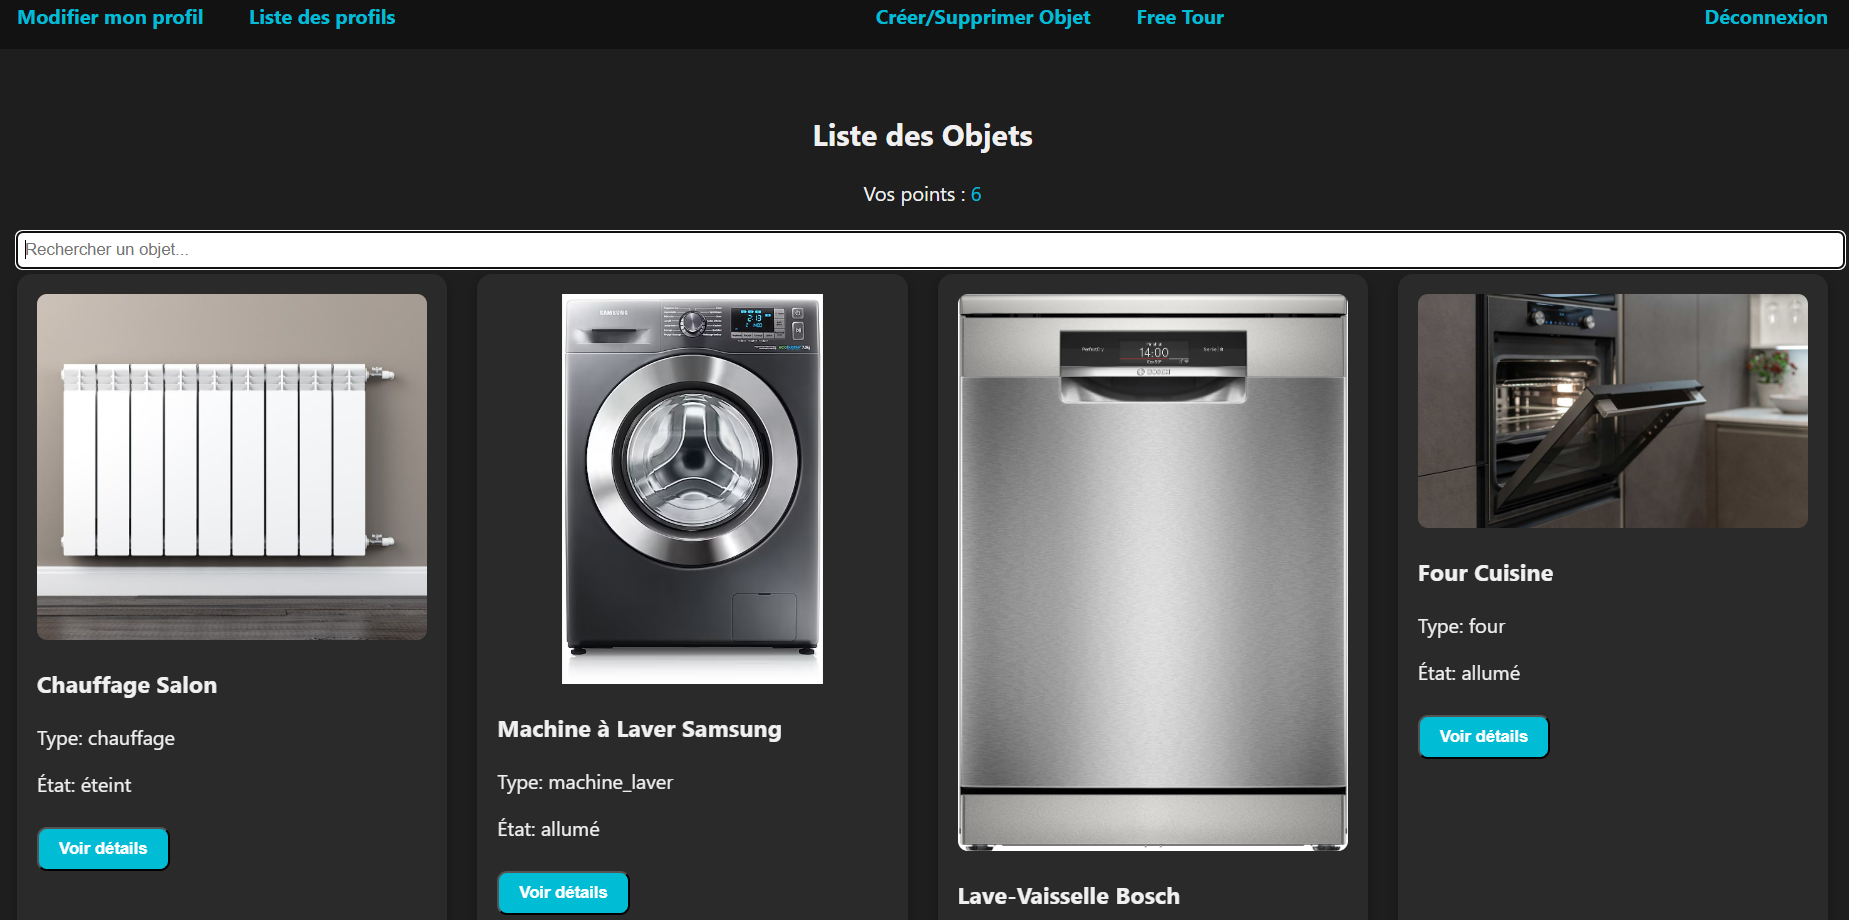 Modifier mon profil
Liste des profils
Créer/Supprimer Objet
Free Tour
Déconnexion
Liste des Objets
Vos points : 6
Rechercher un objet...
Chauffage Salon
Type: chauffage
État: éteint
Voir détails
SAMSUNG
Machine à Laver Samsung
Type: machine_laver
État: allumé
Voir détails
PerfectDry
14:00
BOSCH
Lave-Vaisselle Bosch
Four Cuisine
Type: four
État: allumé
Voir détails